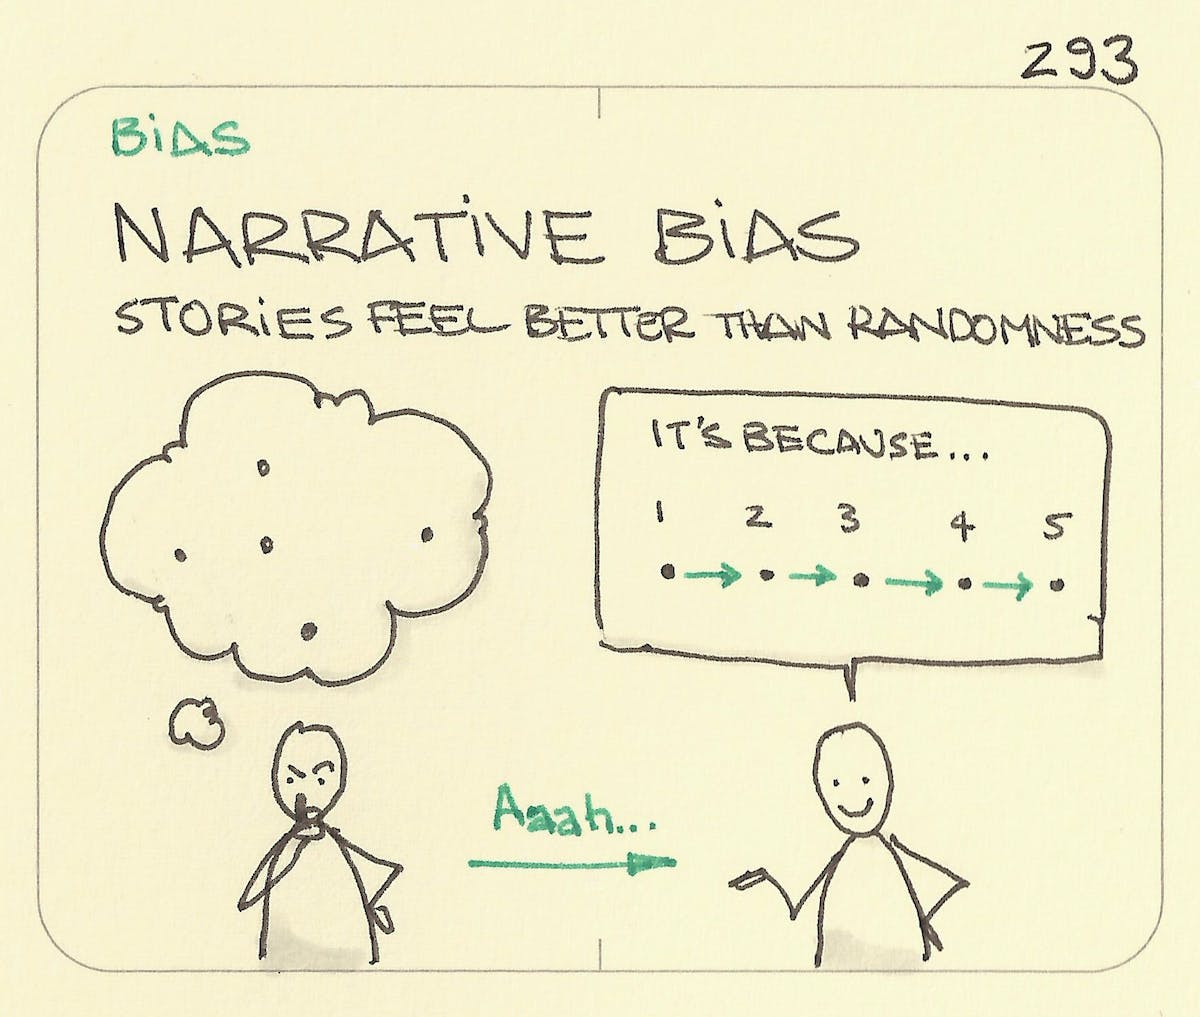 293
BiAS
NARRATiVE BiAS
STORiES FEEL BETTER THAN RANDOMNESS
IT'S BECAUSE...
1 2 3 4 5
Aaah...